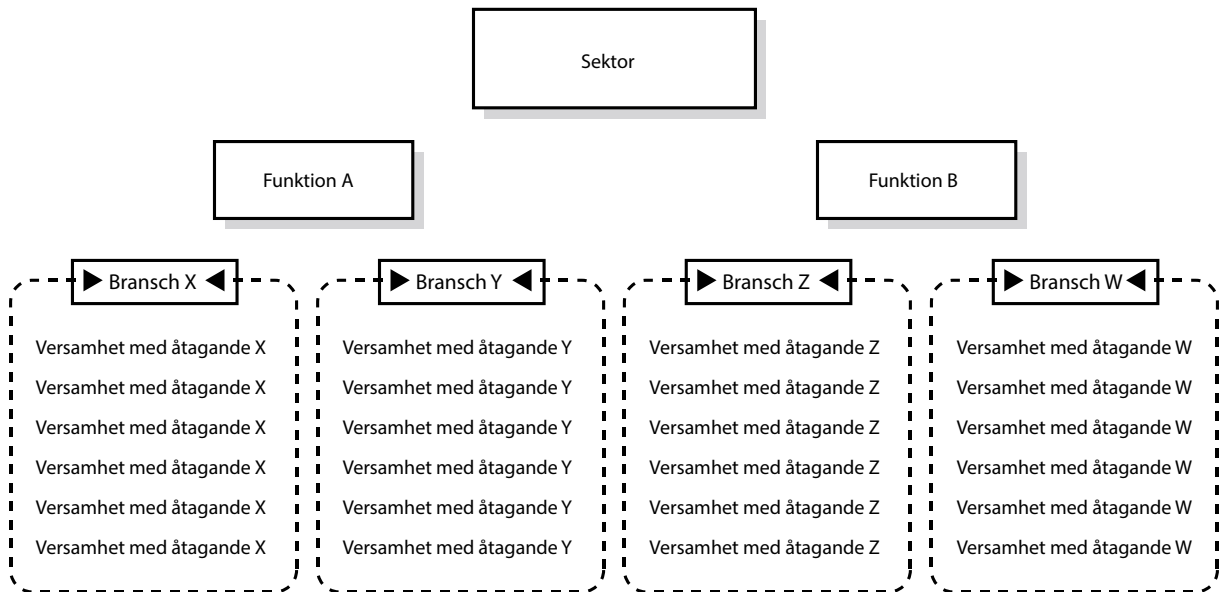 Sektor
Funktion A
Funktion B
Bransch X
Bransch Y
Bransch Z
Bransch W
Versamhet med åtagande X
Versamhet med åtagande X
Versamhet med åtagande X
Versamhet med åtagande X
Versamhet med åtagande X
Versamhet med åtagande X
Versamhet med åtagande Y
Versamhet med åtagande Y
Versamhet med åtagande Y
Versamhet med åtagande Y
Versamhet med åtagande Y
Versamhet med åtagande Y
Versamhet med åtagande Z
Versamhet med åtagande Z
Versamhet med åtagande Z
Versamhet med åtagande Z
Versamhet med åtagande Z
Versamhet med åtagande Z
Versamhet med åtagande W
Versamhet med åtagande W
Versamhet med åtagande W
Versamhet med åtagande W
Versamhet med åtagande W
Versamhet med åtagande W